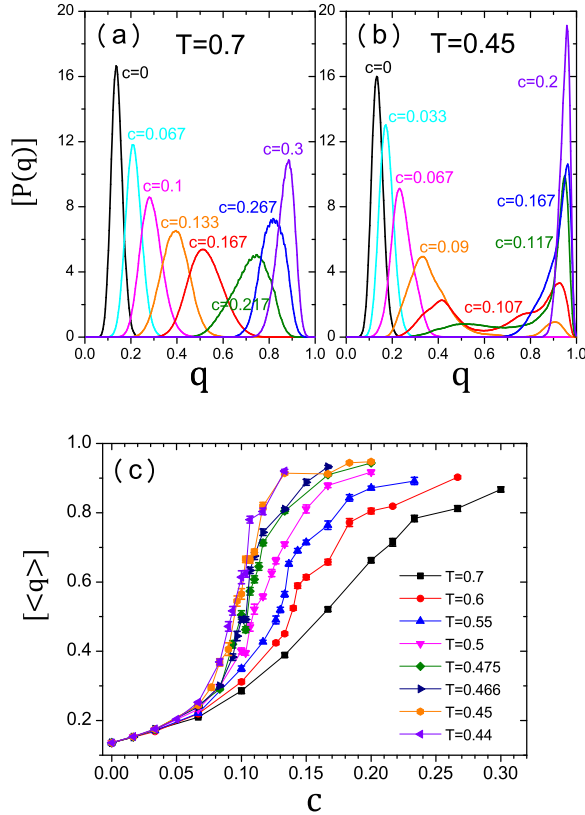 (a)
T=0.7
c=0
c=0.067
c=0.1
c=0.133
c=0.167
c=0.217
c=0.267
c=0.3
[P(q)]
20
16
12
8
4
0
0.0 0.2 0.4 0.6 0.8 1.0
q
(b)
T=0.45
c=0
c=0.033
c=0.067
c=0.09
c=0.107
c=0.117
c=0.167
c=0.2
0.0 0.2 0.4 0.6 0.8 1.0
q
(c)
[<q>]
1.0
0.8
0.6
0.4
0.2
T=0.7
T=0.6
T=0.55
T=0.5
T=0.475
T=0.466
T=0.45
T=0.44
0.00 0.05 0.10 0.15 0.20 0.25 0.30
c